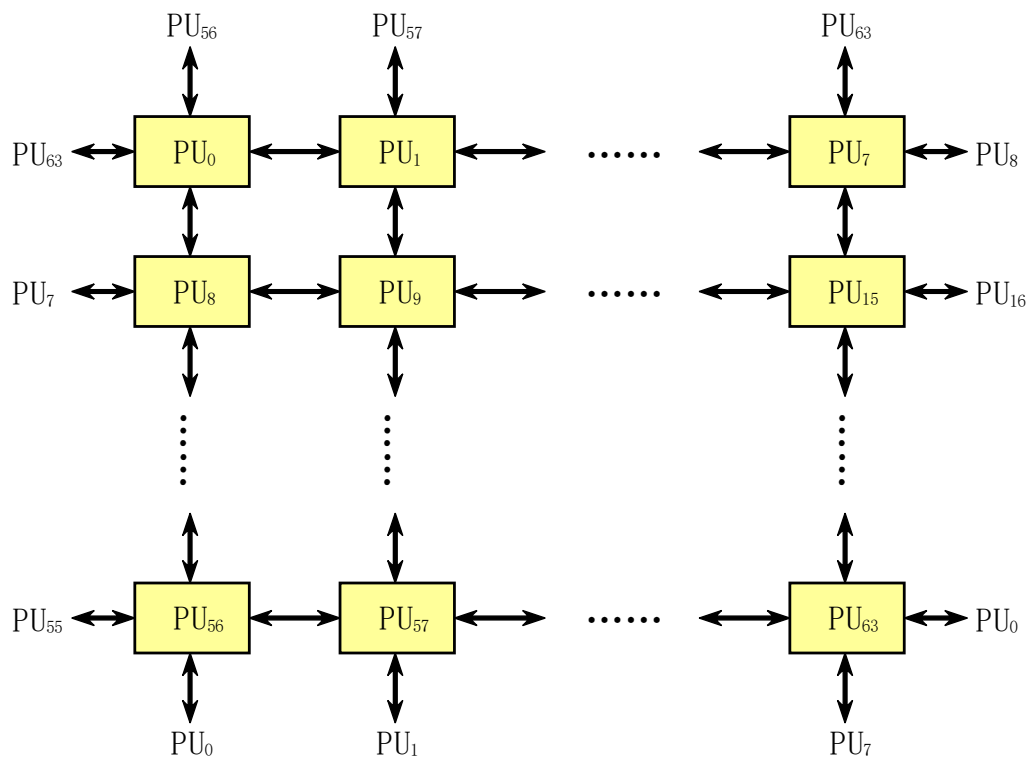 PU₅₆ PU₅₇ PU₆₃
PU₆₃ PU₀ PU₁ ...... PU₇ PU₈
PU₇ PU₈ PU₉ ...... PU₁₅ PU₁₆
PU₅₅ PU₅₆ PU₅₇ ...... PU₆₃ PU₀
PU₀ PU₁ PU₇